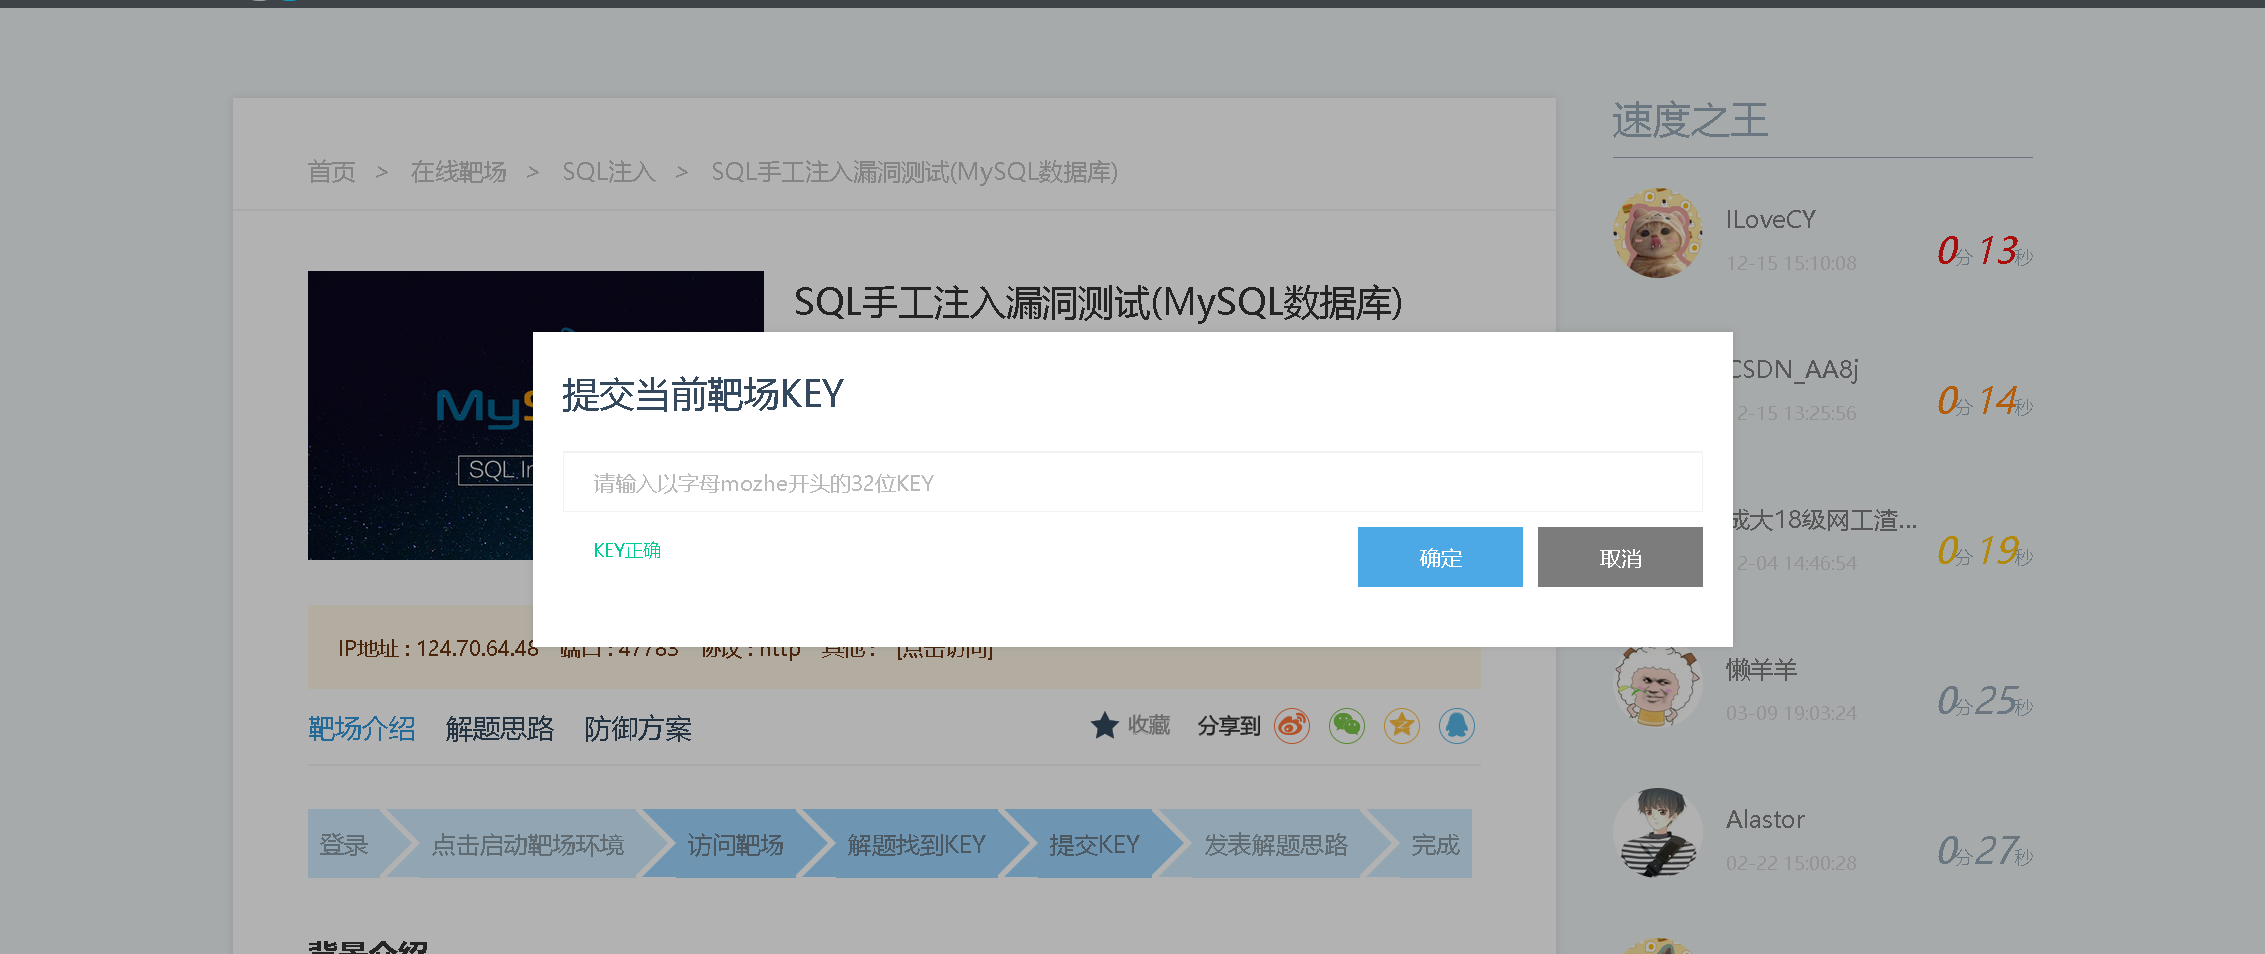 首页 > 在线靶场 > SQL注入 > SQL手工注入漏洞测试(MySQL数据库)
SQL手工注入漏洞测试(MySQL数据库)
提交当前靶场KEY
请输入以字母mozhe开头的32位KEY
KEY正确
确定
取消
IP地址 : 124.70.64.48 端口 : 47783 协议 : http 其他 : [点击访问]
靶场介绍 解题思路 防御方案
收藏 分享到
登录 点击启动靶场环境 访问靶场 解题找到KEY 提交KEY 发表解题思路 完成
背景介绍
速度之王
ILoveCY
12-15 15:10:08
0分13秒
CSDN_AA8j
2-15 13:25:56
0分14秒
成大18级网工渣...
2-04 14:46:54
0分19秒
懒羊羊
03-09 19:03:24
0分25秒
Alastor
02-22 15:00:28
0分27秒